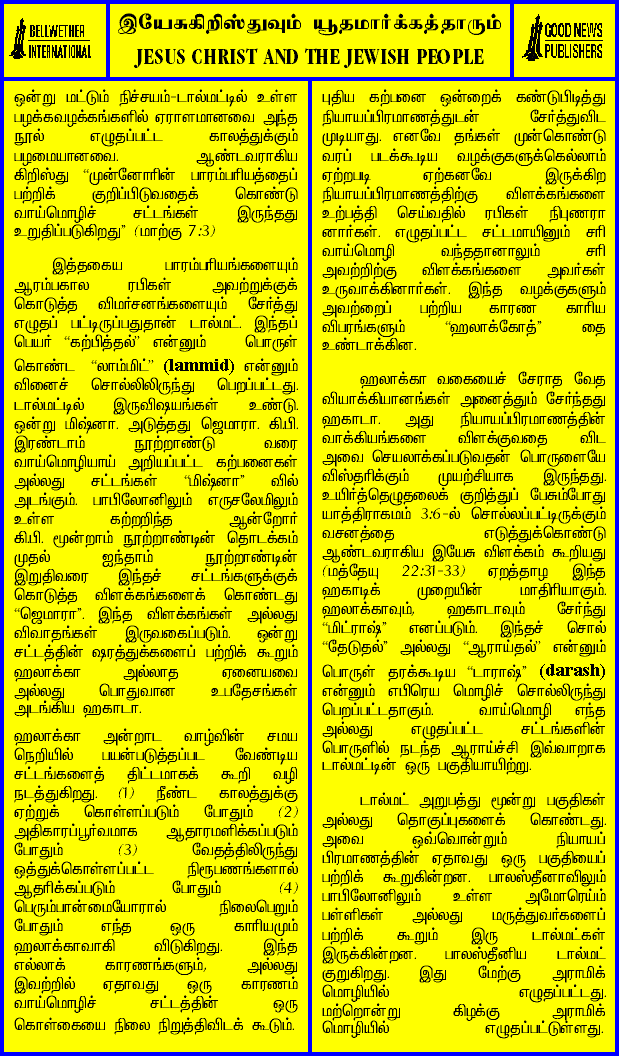 BELLWETHER
INTERNATIONAL
இயேசுகிறிஸ்துவும் யூதமார்க்கத்தாரும்
JESUS CHRIST AND THE JEWISH PEOPLE
GOOD NEWS
PUBLISHERS
ஒன்று மட்டும் நிச்சயம்-டால்மட்டில் உள்ள
பழக்கவழக்கங்களில் ஏராளமானவை அந்த
நூல் எழுதப்பட்ட காலத்துக்கும்
பழமையானவை. ஆண்டவராகிய
கிறிஸ்து “முன்னோரின் பாரம்பரியத்தைப்
பற்றிக் குறிப்பிடுவதைக் கொண்டு
வாய்மொழிச் சட்டங்கள் இருந்தது
உறுதிப்படுகிறது” (மாற்கு 7:3)
இத்தகைய பாரம்பரியங்களையும்
ஆரம்பகால ரபிகள் அவற்றுக்குக்
கொடுத்த விமர்சனங்களையும் சேர்த்து
எழுதப் பட்டிருப்பதுதான் டால்மட். இந்தப்
பெயர் “கற்பித்தல்” என்னும் பொருள்
கொண்ட “லாம்மிட்” (lammid) என்னும்
வினைச் சொல்லிலிருந்து பெறப்பட்டது.
டால்மட்டில் இருவிஷயங்கள் உண்டு.
ஒன்று மிஷ்னா. அடுத்தது ஜெமாரா. கி.பி.
இரண்டாம் நூற்றாண்டு வரை
வாய்மொழியாய் அறியப்பட்ட கற்பனைகள்
அல்லது சட்டங்கள் “மிஷ்னா” வில்
அடங்கும். பாபிலோனிலும் எருசலேமிலும்
உள்ள கற்றறிந்த ஆன்றோர்
கி.பி. மூன்றாம் நூற்றாண்டின் தொடக்கம்
முதல் ஐந்தாம் நூற்றாண்டின்
இறுதிவரை இந்தச் சட்டங்களுக்குக்
கொடுத்த விளக்கங்களைக் கொண்டது
“ஜெமாரா”. இந்த விளக்கங்கள் அல்லது
விவாதங்கள் இருவகைப்படும். ஒன்று
சட்டத்தின் ஷரத்துக்களைப் பற்றிக் கூறும்
ஹலாக்கா அல்லாத ஏனையவை
அல்லது பொதுவான உபதேசங்கள்
அடங்கிய ஹகாடா.
ஹலாக்கா அன்றாட வாழ்வின் சமய
நெறியில் பயன்படுத்தப்பட வேண்டிய
சட்டங்களைத் திட்டமாகக் கூறி வழி
நடத்துகிறது. (1) நீண்ட காலத்துக்கு
ஏற்றுக் கொள்ளப்படும் போதும் (2)
அதிகாரப்பூர்வமாக ஆதாரமளிக்கப்படும்
போதும் (3) வேதத்திலிருந்து
ஒத்துக்கொள்ளப்பட்ட நிரூபணங்களால்
ஆதரிக்கப்படும் போதும் (4)
பெரும்பான்மையோரால் நிலைபெறும்
போதும் எந்த ஒரு காரியமும்
ஹலாக்காவாகி விடுகிறது. இந்த
எல்லாக் காரணங்களும், அல்லது
இவற்றில் ஏதாவது ஒரு காரணம்
வாய்மொழிச் சட்டத்தின் ஒரு
கொள்கையை நிலை நிறுத்திவிடக் கூடும்.
புதிய கற்பனை ஒன்றைக் கண்டுபிடித்து
நியாயப்பிரமாணத்துடன் சேர்த்துவிட
முடியாது. எனவே தங்கள் முன்கொண்டு
வரப் படக்கூடிய வழக்குகளுக்கெல்லாம்
ஏற்றபடி ஏற்கனவே இருக்கிற
நியாயப்பிரமாணத்திற்கு விளக்கங்களை
உற்பத்தி செய்வதில் ரபிகள் நிபுணரா
னார்கள். எழுதப்பட்ட சட்டமாயினும் சரி
வாய்மொழி வந்ததானாலும் சரி
அவற்றிற்கு விளக்கங்களை அவர்கள்
உருவாக்கினார்கள். இந்த வழக்குகளும்
அவற்றைப் பற்றிய காரண காரிய
விபரங்களும் “ஹலாக்கோத்” தை
உண்டாக்கின.
ஹலாக்கா வகையைச் சேராத வேத
வியாக்கியானங்கள் அனைத்தும் சேர்ந்தது
ஹகாடா. அது நியாயப்பிரமாணத்தின்
வாக்கியங்களை விளக்குவதை விட
அவை செயலாக்கப்படுவதன் பொருளையே
விஸ்தரிக்கும் முயற்சியாக இருந்தது.
உயிர்த்தெழுதலைக் குறித்துப் பேசும்போது
யாத்திராகமம் 3:6-ல் சொல்லப்பட்டிருக்கும்
வசனத்தை எடுத்துக்கொண்டு
ஆண்டவராகிய இயேசு விளக்கம் கூறியது
(மத்தேயு 22:31-33) ஏறத்தாழ இந்த
ஹகாடிக் முறையின் மாதிரியாகும்.
ஹலாக்காவும், ஹகாடாவும் சேர்ந்து
“மிட்ராஷ்” எனப்படும். இந்தச் சொல்
“தேடுதல்” அல்லது “ஆராய்தல்” என்னும்
பொருள் தரக்கூடிய “டாராஷ்” (darash)
என்னும் எபிரெய மொழிச் சொல்லிருந்து
பெறப்பட்டதாகும். வாய்மொழி எந்த
அல்லது எழுதப்பட்ட சட்டங்களின்
பொருளில் நடந்த ஆராய்ச்சி இவ்வாறாக
டால்மட்டின் ஒரு பகுதியாயிற்று.
டால்மட் அறுபத்து மூன்று பகுதிகள்
அல்லது தொகுப்புகளைக் கொண்டது.
அவை ஒவ்வொன்றும் நியாயப்
பிரமாணத்தின் ஏதாவது ஒரு பகுதியைப்
பற்றிக் கூறுகின்றன. பாலஸ்தீனாவிலும்
பாபிலோனிலும் உள்ள அமோரெய்ம்
பள்ளிகள் அல்லது மருத்துவர்களைப்
பற்றிக் கூறும் இரு டால்மட்கள்
இருக்கின்றன. பாலஸ்தீனிய டால்மட்
குறுகிறது. இது மேற்கு அராமிக்
மொழியில் எழுதப்பட்டது.
மற்றொன்று கிழக்கு அராமிக்
மொழியில் எழுதப்பட்டுள்ளது.